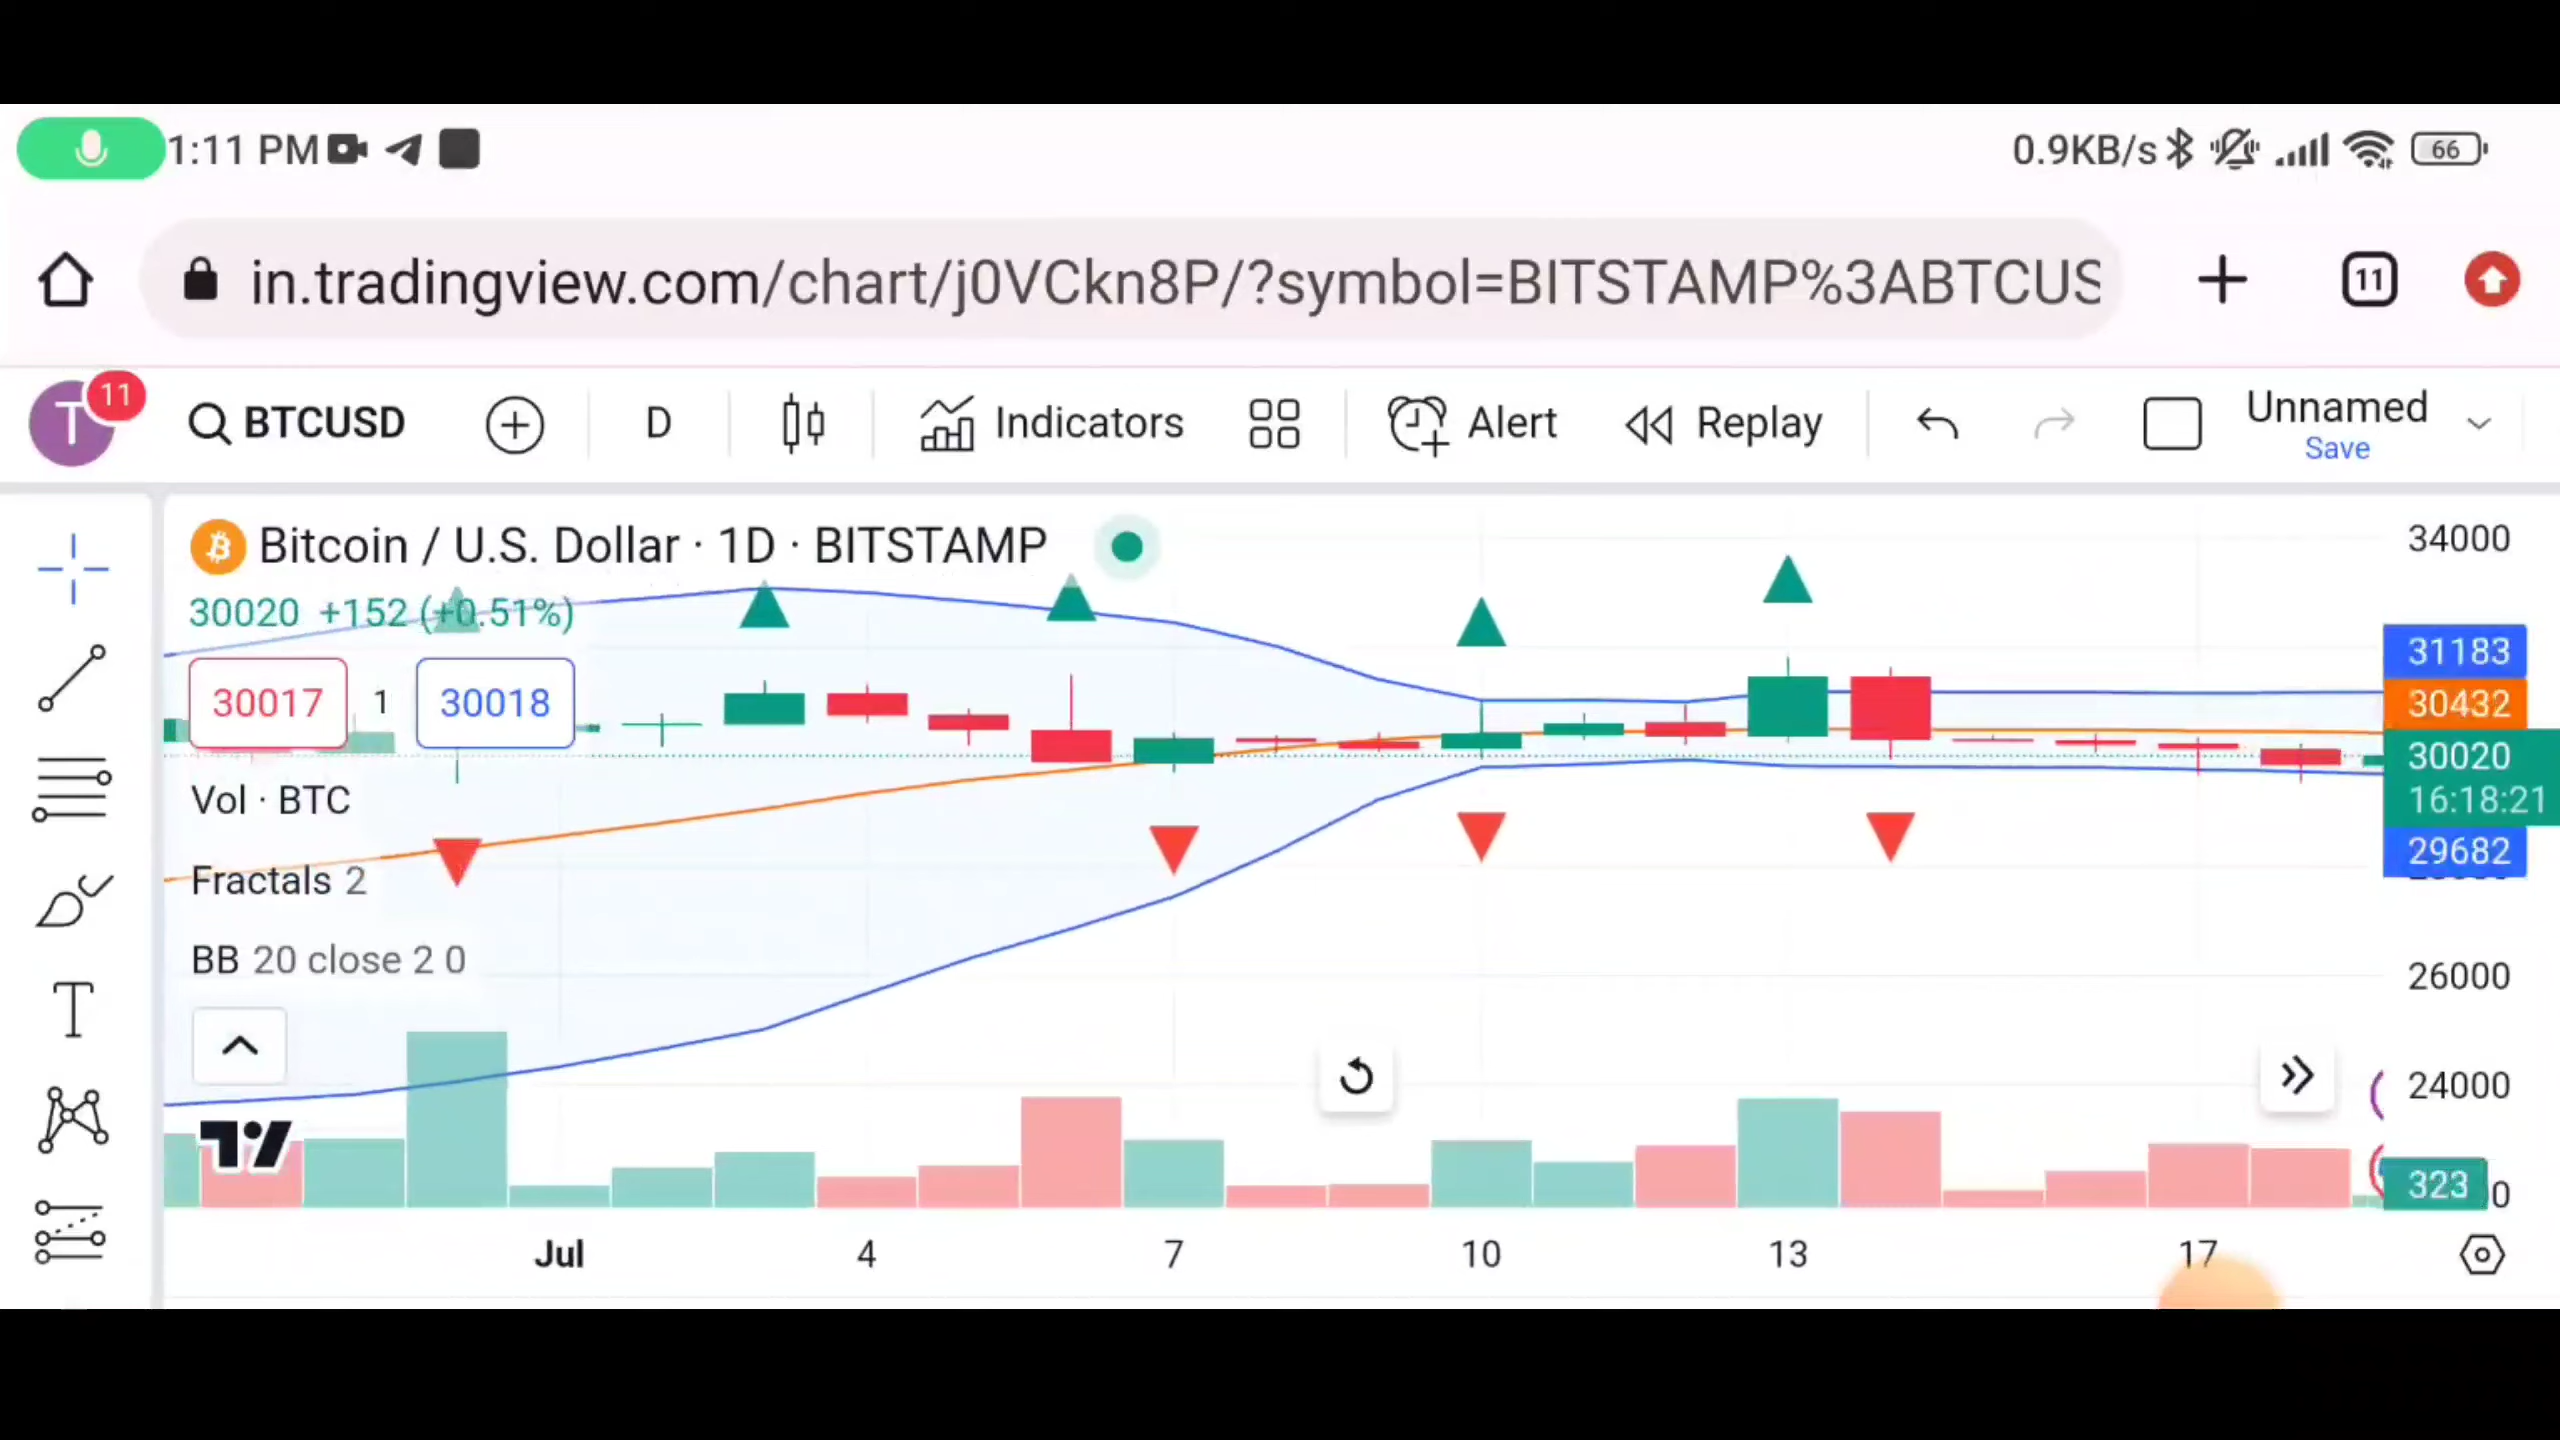 1:11 PM 0.9KB/s 66
in.tradingview.com/chart/j0VCkn8P/?symbol=BITSTAMP%3ABTCUS 11
T 11 BTCUSD D Indicators Alert Replay Unnamed
Save
Bitcoin / U.S. Dollar · 1D · BITSTAMP 34000
30020 +152 (+0.51%)
31183
30017 1 30018 30432
30020
Vol · BTC 16:18:21
29682
Fractals 2
BB 20 close 2 0 26000
24000
323 0
Jul 4 7 10 13 17